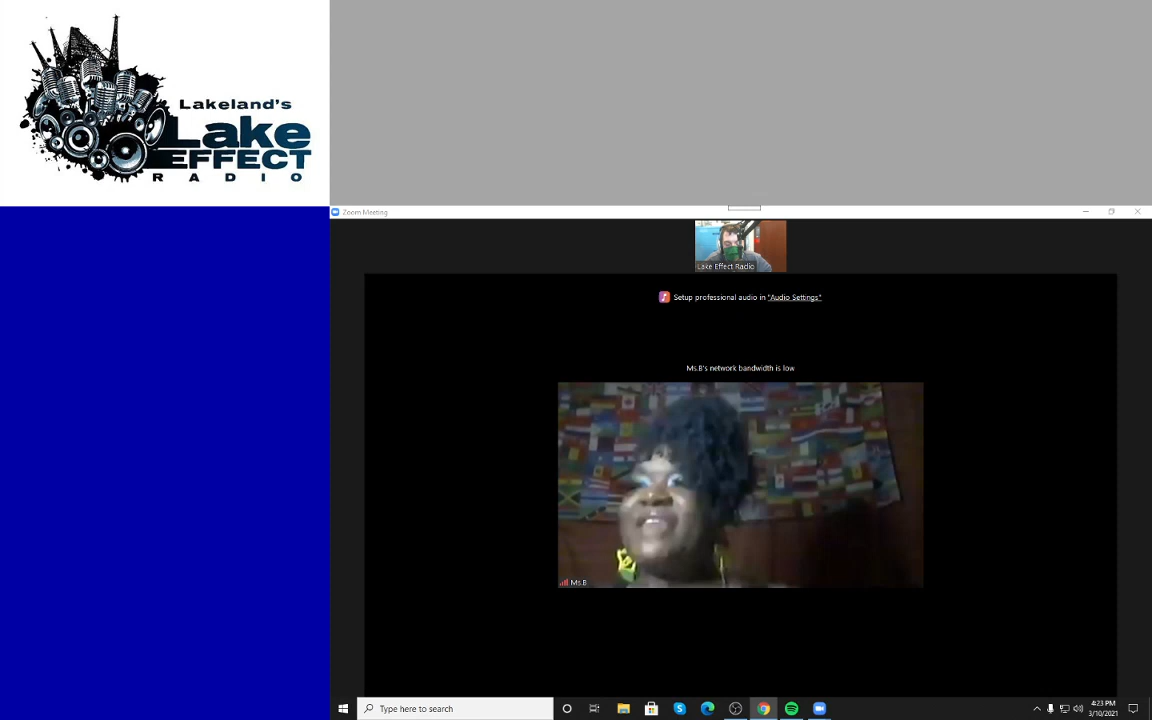 Lakeland's
Lake
EFFECT
RADIO
Zoom Meeting
Lake Effect Radio
Setup professional audio in "Audio Settings"
Ms.B's network bandwidth is low
Ms.B
Type here to search
4:23 PM
3/10/2021